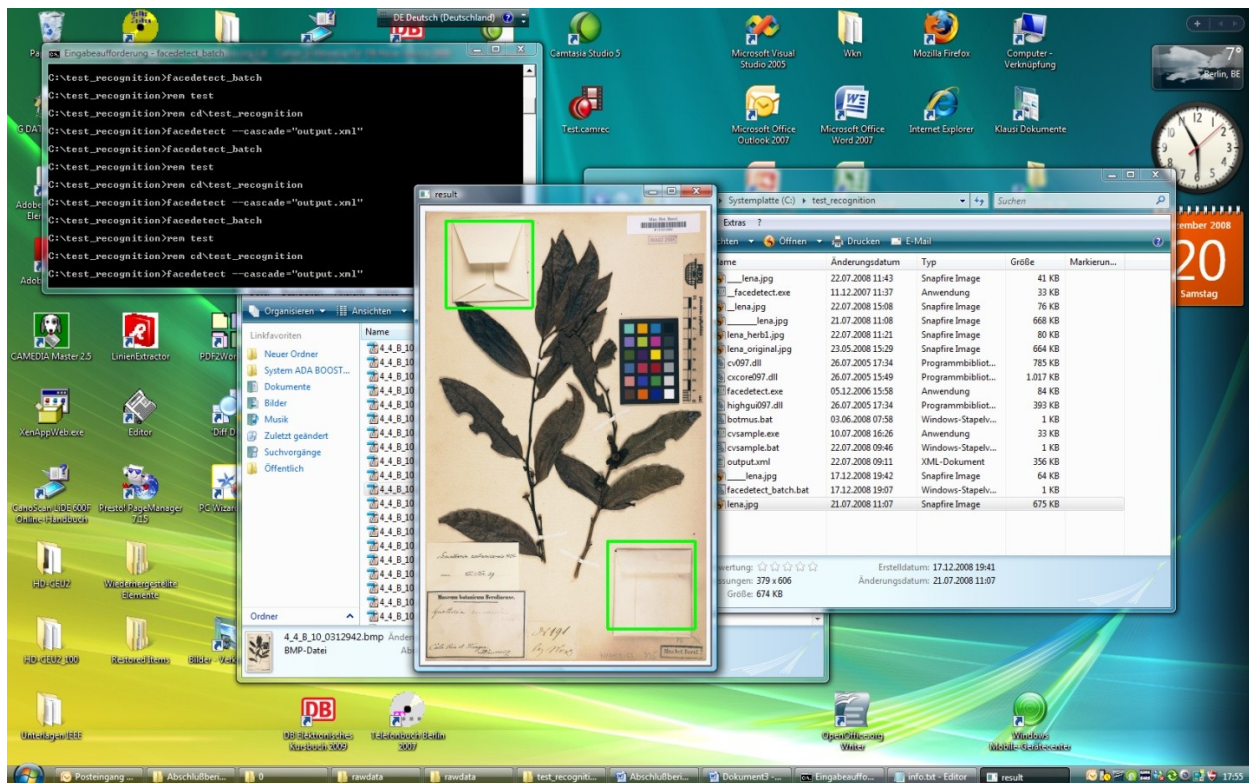 DE Deutsch (Deutschland)
Camtasia Studio 5
Microsoft Visual
Studio 2005
Wkn
Mozilla Firefox
Computer -
Verknüpfung
7°
Berlin, BE
Test.camrec
Microsoft Office
Outlook 2007
Microsoft Office
Word 2007
Internet Explorer
Klausi Dokumente
Eingabeaufforderung - facedetect_batch
C:\test_recognition>facedetect_batch
C:\test_recognition>rem test
C:\test_recognition>rem cd\test_recognition
C:\test_recognition>facedetect --cascade="output.xml"
C:\test_recognition>facedetect_batch
C:\test_recognition>rem test
C:\test_recognition>rem cd\test_recognition
C:\test_recognition>facedetect --cascade="output.xml"
C:\test_recognition>facedetect_batch
C:\test_recognition>rem test
C:\test_recognition>rem cd\test_recognition
C:\test_recognition>facedetect --cascade="output.xml"
2008
20
Samstag
result
Systemplatte (C:) test_recognition Suchen
Extras ?
Öffnen Drucken E-Mail
Änderungsdatum Typ Größe Markierun...
___lena.jpg 22.07.2008 11:43 Snapfire Image 41 KB
__facedetect.exe 11.12.2007 11:37 Anwendung 33 KB
__lena.jpg 22.07.2008 15:08 Snapfire Image 76 KB
______lena.jpg 21.07.2008 11:08 Snapfire Image 668 KB
lena_herb1.jpg 22.07.2008 11:21 Snapfire Image 80 KB
lena_original.jpg 23.05.2008 15:29 Snapfire Image 664 KB
cv097.dll 26.07.2005 17:34 Programmbibliot... 785 KB
cxcore097.dll 26.07.2005 15:49 Programmbibliot... 1.017 KB
facedetect.exe 05.12.2006 15:58 Anwendung 84 KB
highgui097.dll 26.07.2005 17:34 Programmbibliot... 393 KB
botmus.bat 03.06.2008 07:58 Windows-Stapelv... 1 KB
cvsample.exe 10.07.2008 16:26 Anwendung 33 KB
cvsample.bat 22.07.2008 09:46 Windows-Stapelv... 1 KB
output.xml 22.07.2008 09:11 XML-Dokument 356 KB
____lena.jpg 17.12.2008 19:42 Snapfire Image 64 KB
facedetect_batch.bat 17.12.2008 19:07 Windows-Stapelv... 1 KB
lena.jpg 21.07.2008 11:07 Snapfire Image 675 KB
Erstelldatum: 17.12.2008 19:41
379 x 606 Änderungsdatum: 21.07.2008 11:07
Größe: 674 KB
Organisieren Ansichten
Linkfavoriten
Name
Neuer Ordner
System ADA BOOST...
Dokumente
Bilder
Musik
Zuletzt geändert
Suchvorgänge
Öffentlich
Ordner
4_4_B_10_0312942.bmp
BMP-Datei
Museum botanicum Berolinense.
CAMEDIA Master 2.5
LinienExtractor
XenAppWeb.exe
Editor
CanoScan LiDE 600F
Online-Handbuch
Presto! PageManager
7.15
PC Wizard
HD-CEU2
Wiederhergestellte
Elemente
HD-CEU2_100
Restored Items
Unterlagen IEEE
DB
DB Elektronisches
Kursbuch 2009
Telefonbuch Berlin
2007
OpenOffice.org
Writer
Windows
Mobile-Gerätecenter
Posteingang ...
Abschlußberi...
0
rawdata
rawdata
test_recogniti...
Abschlußberi...
Dokument3 -...
Eingabeauffo...
info.txt - Editor
result
17:55